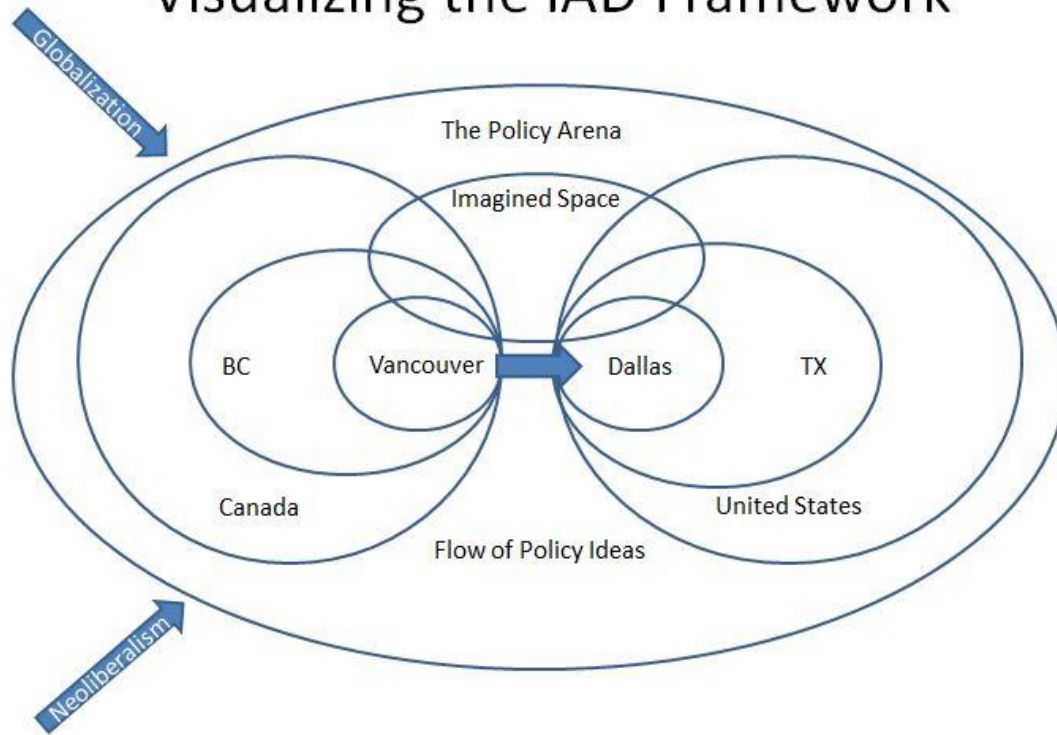 Visualizing the IAD Framework
Globalization
The Policy Arena
Imagined Space
BC
Vancouver
Dallas
TX
Canada
United States
Flow of Policy Ideas
Neoliberalism